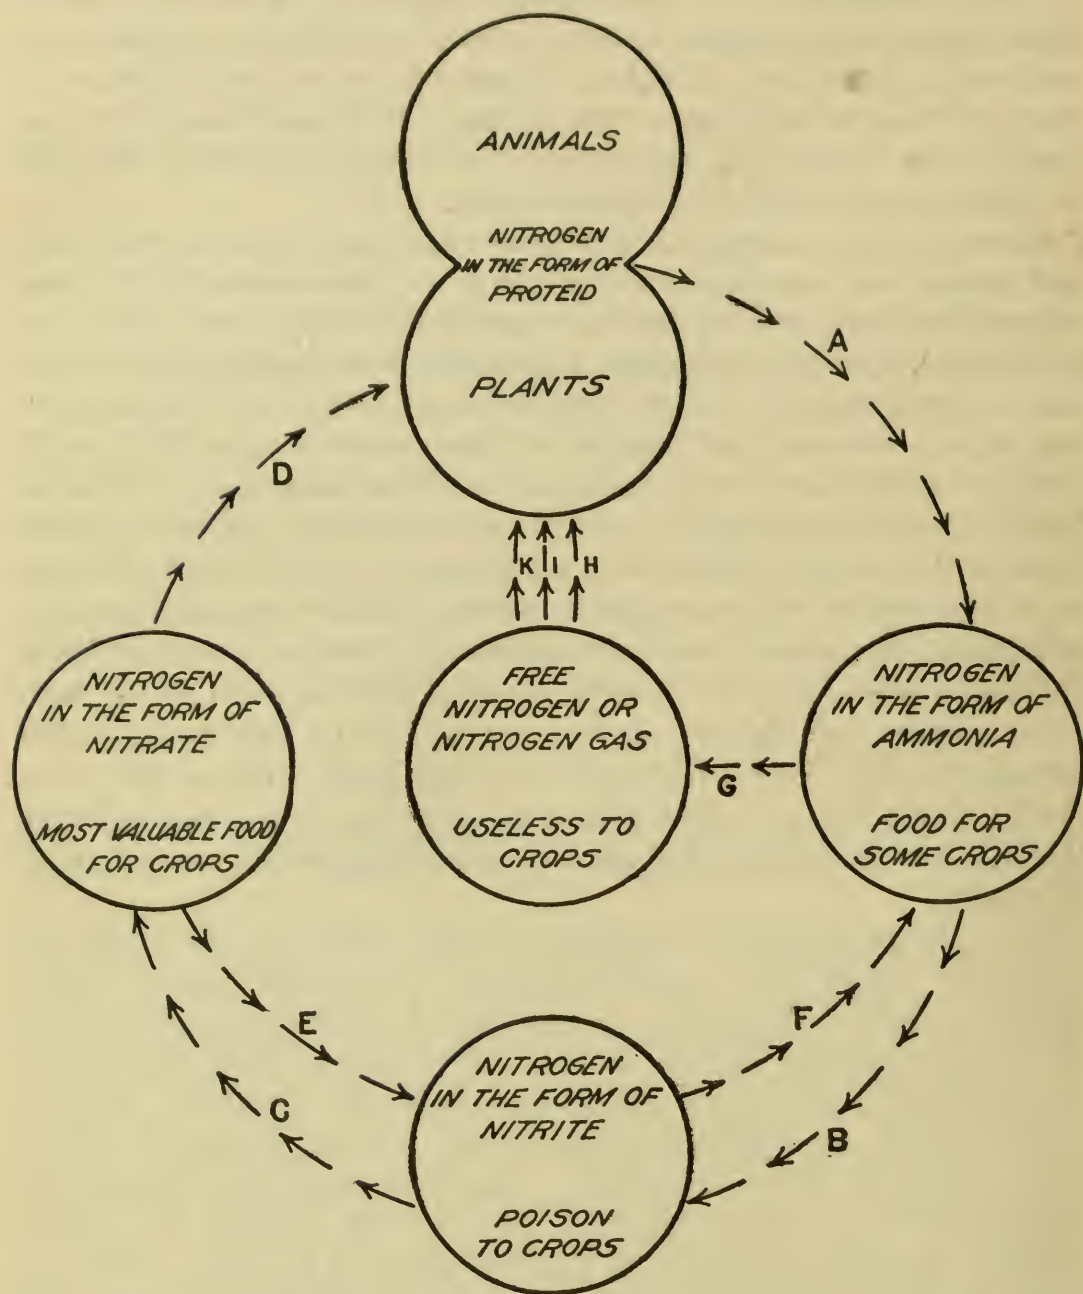 ANIMALS
NITROGEN
IN THE FORM OF
PROTEID
PLANTS
A
D
K I H
NITROGEN
IN THE FORM OF
NITRATE
MOST VALUABLE FOOD
FOR CROPS
FREE
NITROGEN OR
NITROGEN GAS
USELESS TO
CROPS
G
NITROGEN
IN THE FORM OF
AMMONIA
FOOD FOR
SOME CROPS
E
F
C
B
NITROGEN
IN THE FORM OF
NITRITE
POISON
TO CROPS